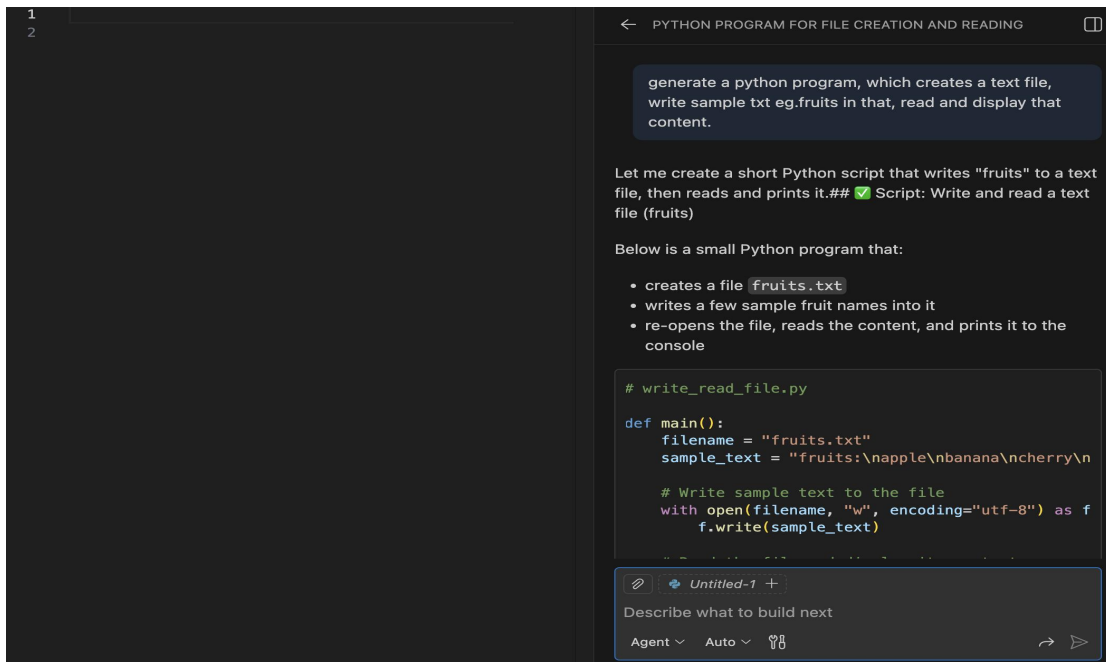 1
2
PYTHON PROGRAM FOR FILE CREATION AND READING
generate a python program, which creates a text file,
write sample txt eg.fruits in that, read and display that
content.
Let me create a short Python script that writes "fruits" to a text
file, then reads and prints it.## ✅ Script: Write and read a text
file (fruits)
Below is a small Python program that:
• creates a file fruits.txt
• writes a few sample fruit names into it
• re-opens the file, reads the content, and prints it to the
console
# write_read_file.py
def main():
    filename = "fruits.txt"
    sample_text = "fruits:\napple\nbanana\ncherry\n
    # Write sample text to the file
    with open(filename, "w", encoding="utf-8") as f
        f.write(sample_text)
Untitled-1 +
Describe what to build next
Agent Auto